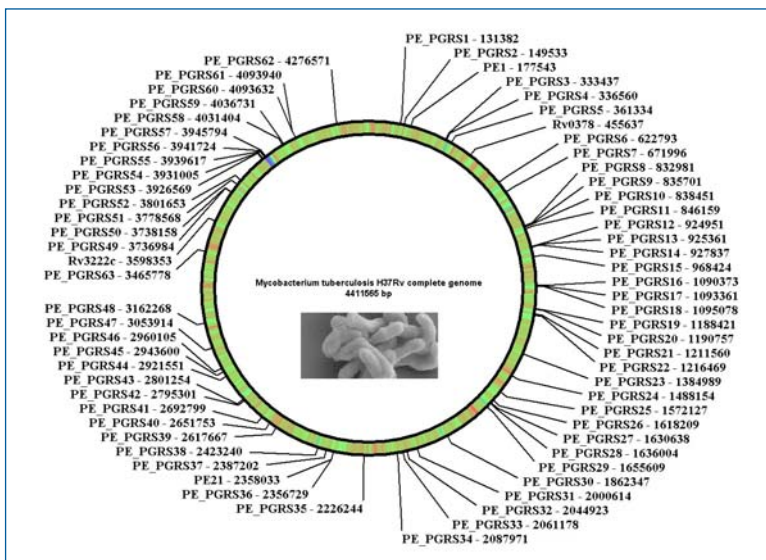 PE_PGRS1 - 131382
PE_PGRS2 - 149533
PE1 - 177543
PE_PGRS3 - 333437
PE_PGRS4 - 336560
PE_PGRS5 - 361334
Rv0378 - 455637
PE_PGRS6 - 622793
PE_PGRS7 - 671996
PE_PGRS8 - 832981
PE_PGRS9 - 835701
PE_PGRS10 - 838451
PE_PGRS11 - 846159
PE_PGRS12 - 924951
PE_PGRS13 - 925361
PE_PGRS14 - 927837
PE_PGRS15 - 968424
PE_PGRS16 - 1090373
PE_PGRS17 - 1093361
PE_PGRS18 - 1095078
PE_PGRS19 - 1188421
PE_PGRS20 - 1190757
PE_PGRS21 - 1211560
PE_PGRS22 - 1216469
PE_PGRS23 - 1384989
PE_PGRS24 - 1488154
PE_PGRS25 - 1572127
PE_PGRS26 - 1618209
PE_PGRS27 - 1630638
PE_PGRS28 - 1636004
PE_PGRS29 - 1655609
PE_PGRS30 - 1862347
PE_PGRS31 - 2000614
PE_PGRS32 - 2044923
PE_PGRS33 - 2061178
PE_PGRS34 - 2087971
PE_PGRS35 - 2226244
PE_PGRS36 - 2356729
PE21 - 2358033
PE_PGRS37 - 2387202
PE_PGRS38 - 2423240
PE_PGRS39 - 2617667
PE_PGRS40 - 2651753
PE_PGRS41 - 2692799
PE_PGRS42 - 2795301
PE_PGRS43 - 2801254
PE_PGRS44 - 2921551
PE_PGRS45 - 2943600
PE_PGRS46 - 2960105
PE_PGRS47 - 3053914
PE_PGRS48 - 3162268
PE_PGRS63 - 3465778
Rv3222c - 3598353
PE_PGRS49 - 3736984
PE_PGRS50 - 3738158
PE_PGRS51 - 3778568
PE_PGRS52 - 3801653
PE_PGRS53 - 3926569
PE_PGRS54 - 3931005
PE_PGRS55 - 3939617
PE_PGRS56 - 3941724
PE_PGRS57 - 3945794
PE_PGRS58 - 4031404
PE_PGRS59 - 4036731
PE_PGRS60 - 4093632
PE_PGRS61 - 4093940
PE_PGRS62 - 4276571
Mycobacterium tuberculosis H37Rv complete genome
4411565 bp